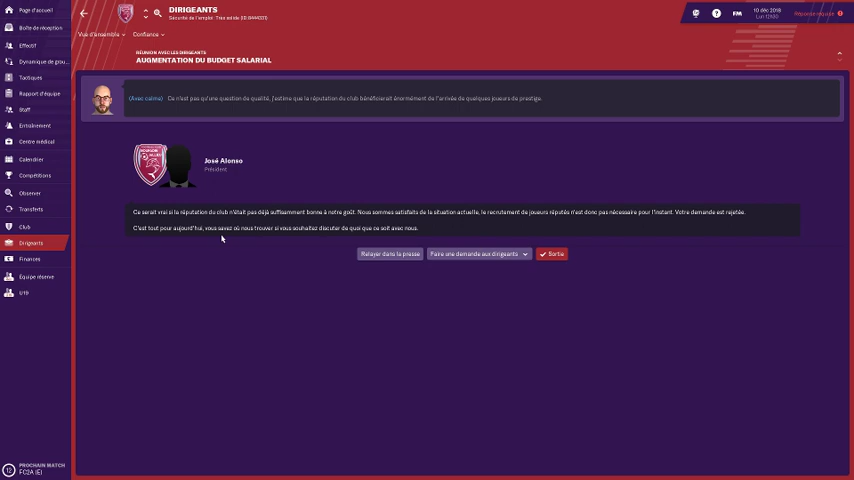 Page d'accueil
Boîte de réception
Effectif
Dynamique de grou...
Tactiques
Rapport d'équipe
Staff
Entraînement
Centre médical
Calendrier
Compétitions
Observer
Transferts
Club
Dirigeants
Finances
Équipe réserve
U19
PROCHAIN MATCH
FC2A (E)
DIRIGEANTS
Sécurité de l'emploi : Très solide
10 déc 2018
Lun 12h30
FM
Réponse requise
Vue d'ensemble
Confiance
RÉUNION AVEC LES DIRIGEANTS
AUGMENTATION DU BUDGET SALARIAL
(Avec calme) Ce n'est pas qu'une question de qualité, j'estime que la réputation du club bénéficierait énormément de l'arrivée de quelques joueurs de prestige.
José Alonso
Président
Ce serait vrai si la réputation du club n'était pas déjà suffisamment bonne à notre goût. Nous sommes satisfaits de la situation actuelle, le recrutement de joueurs réputés n'est donc pas nécessaire pour l'instant. Votre demande est rejetée.
C'est tout pour aujourd'hui, vous savez où nous trouver si vous souhaitez discuter de quoi que ce soit avec nous.
Relayer dans la presse
Faire une demande aux dirigeants
Sortie